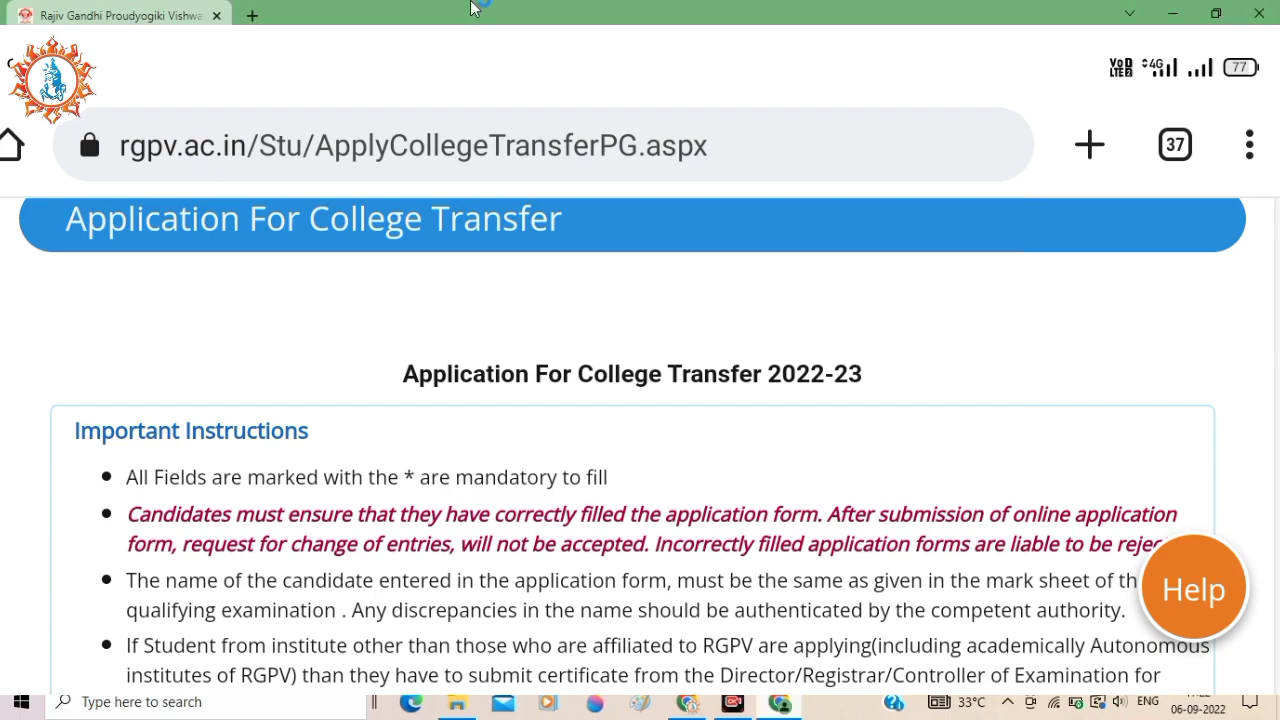 Rajiv Gandhi Proudyogiki Vishwa
VoD 4G
LTE2 77
rgpv.ac.in/Stu/ApplyCollegeTransferPG.aspx
37
Application For College Transfer
Application For College Transfer 2022-23
Important Instructions
All Fields are marked with the * are mandatory to fill
Candidates must ensure that they have correctly filled the application form. After submission of online application
form, request for change of entries, will not be accepted. Incorrectly filled application forms are liable to be rejec
The name of the candidate entered in the application form, must be the same as given in the mark sheet of th
qualifying examination . Any discrepancies in the name should be authenticated by the competent authority.
Help
If Student from institute other than those who are affiliated to RGPV are applying(including academically Autonomous
institutes of RGPV) than they have to submit certificate from the Director/Registrar/Controller of Examination for
Type here to search
33°C
ENG
06-09-2022